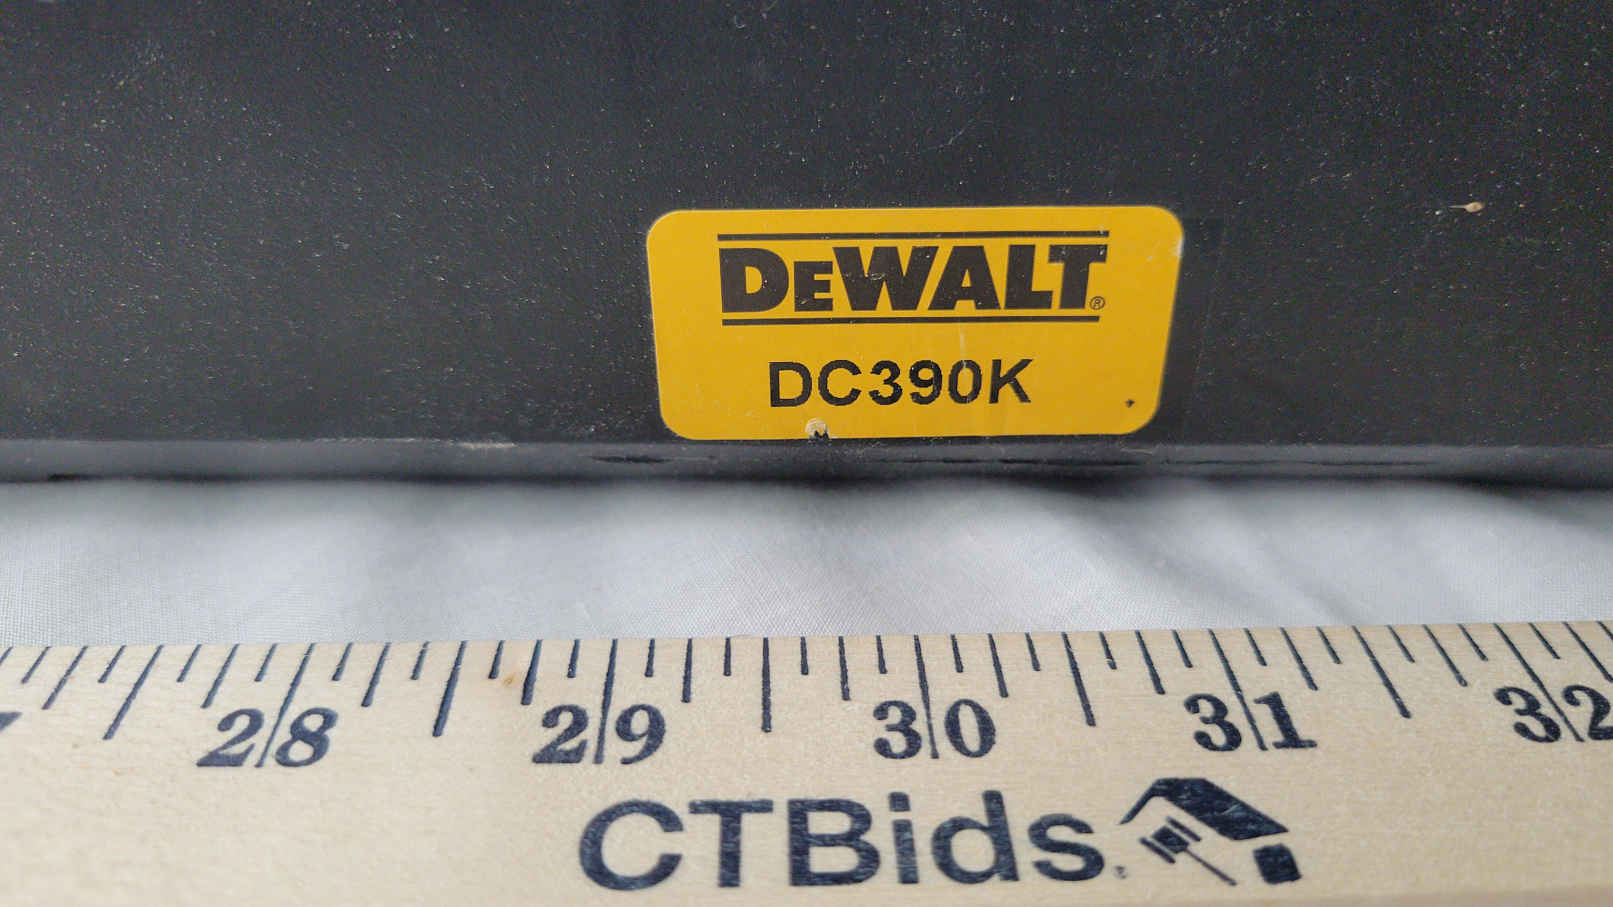 DEWALT®
DC390K
28 29 30 31 32
CTBids.